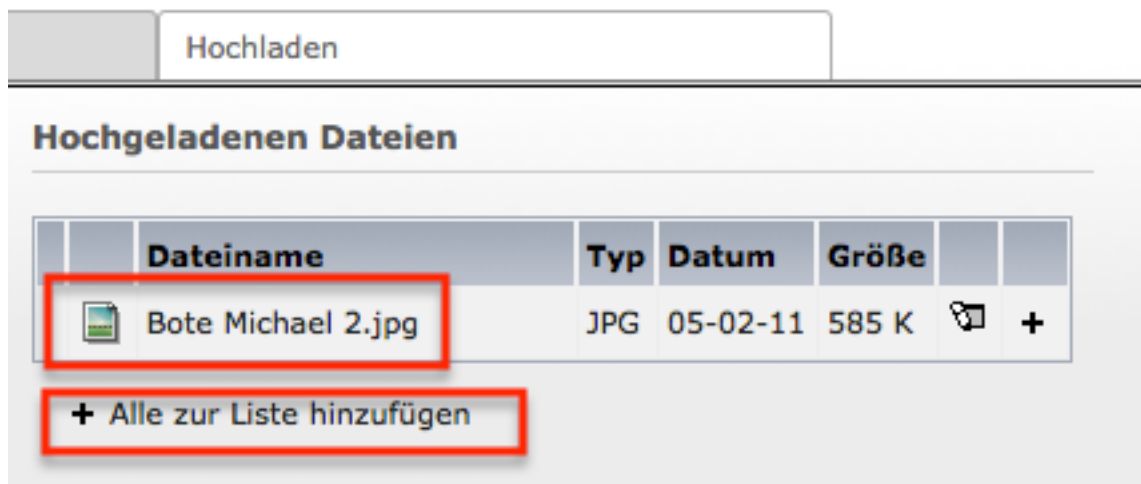 Hochladen
Hochgeladenen Dateien
Dateiname Typ Datum Größe
Bote Michael 2.jpg JPG 05-02-11 585 K +
+ Alle zur Liste hinzufügen